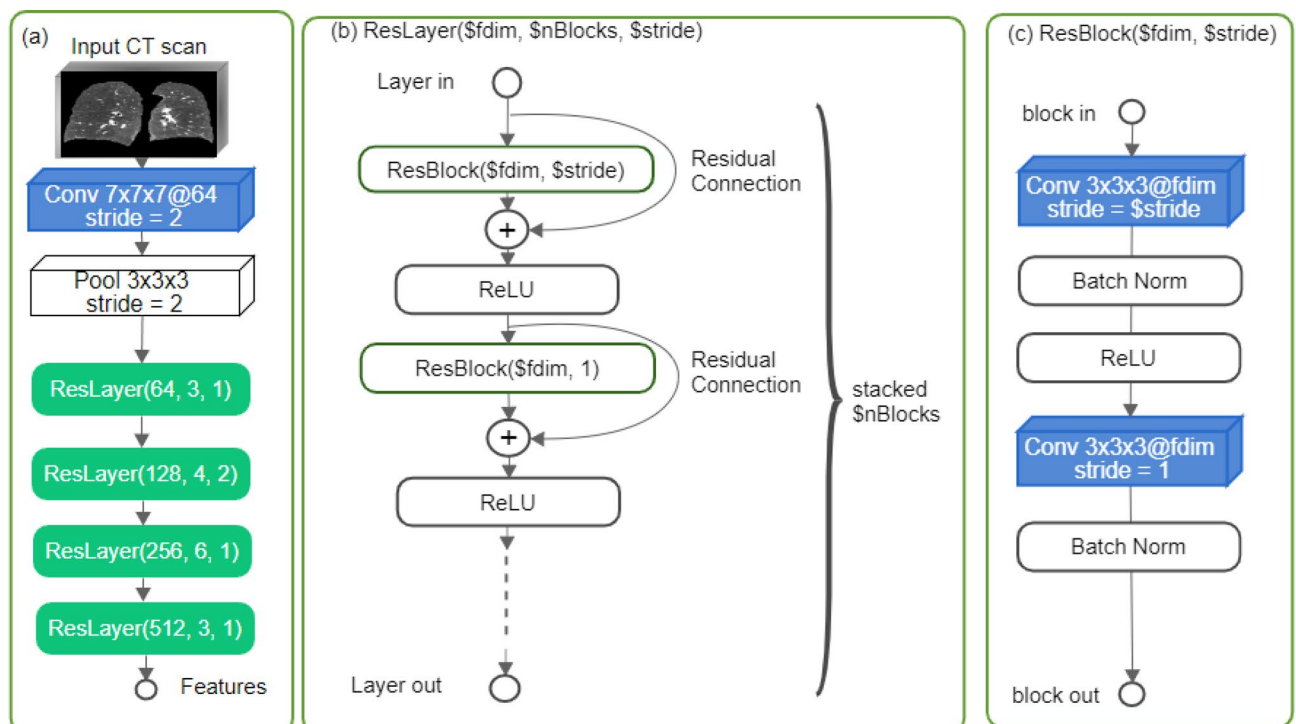 (a)
Input CT scan
Conv 7x7x7@64
stride = 2
Pool 3x3x3
stride = 2
ResLayer(64, 3, 1)
ResLayer(128, 4, 2)
ResLayer(256, 6, 1)
ResLayer(512, 3, 1)
Features
(b) ResLayer($fdim, $nBlocks, $stride)
Layer in
ResBlock($fdim, $stride)
Residual
Connection
+
ReLU
ResBlock($fdim, 1)
Residual
Connection
+
ReLU
Layer out
stacked
$nBlocks
(c) ResBlock($fdim, $stride)
block in
Conv 3x3x3@fdim
stride = $stride
Batch Norm
ReLU
Conv 3x3x3@fdim
stride = 1
Batch Norm
block out